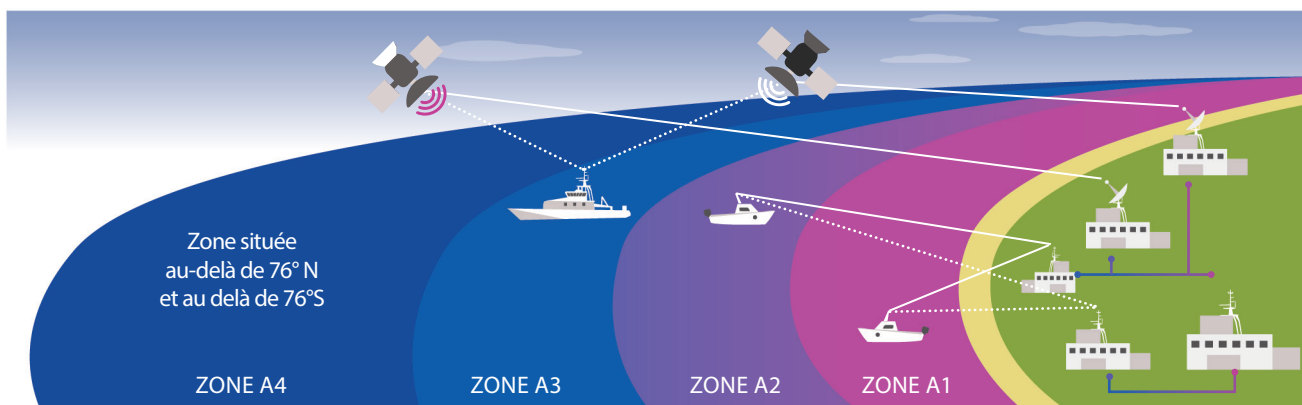 Zone située
au-delà de 76° N
et au delà de 76°S
ZONE A4
ZONE A3
ZONE A2
ZONE A1